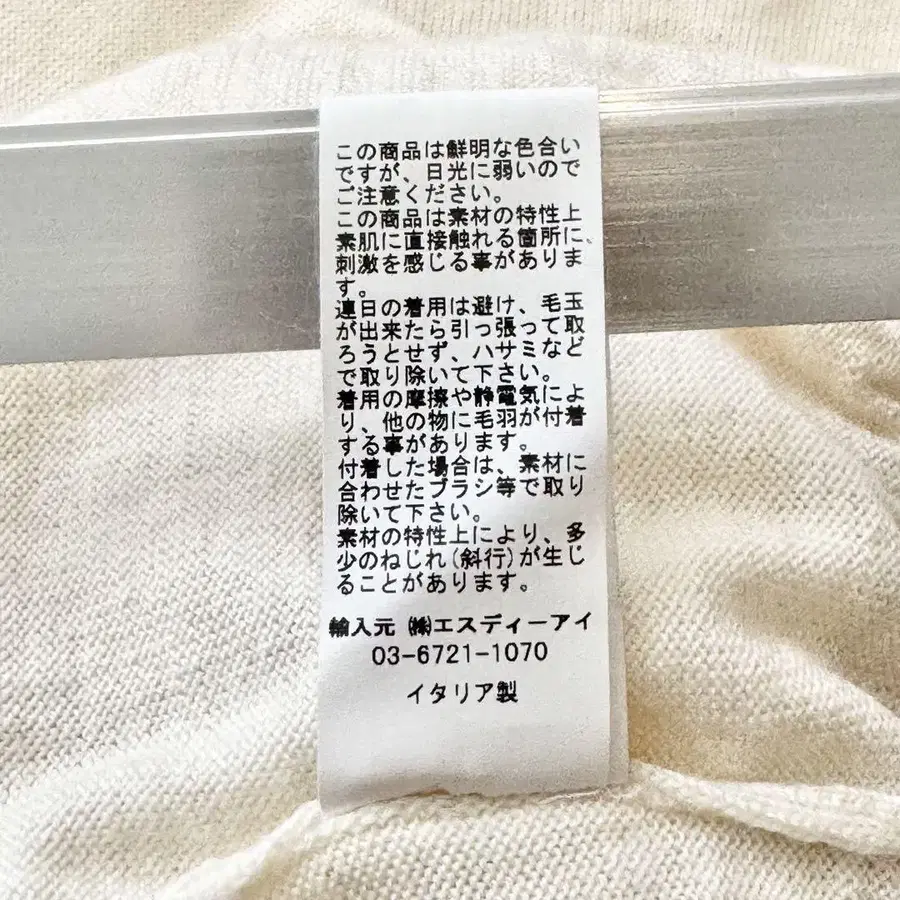 この商品は鮮明な色合い
ですが、日光に弱いので
ご注意ください。
この商品は素材の特性上
素肌に直接触れる箇所に、
刺激を感じる事がありま
す。
連日の着用は避け、毛玉
が出来たら引っ張って取
ろうとせず、ハサミなど
で取り除いて下さい。
着用の摩擦や静電気によ
り、他の物に毛羽が付着
する事があります。
付着した場合は、素材に
合わせたブラシ等で取り
除いて下さい。
素材の特性上により、多
少のねじれ(斜行)が生じ
ることがあります。
輸入元 ㈱エスディーアイ
03-6721-1070
イタリア製